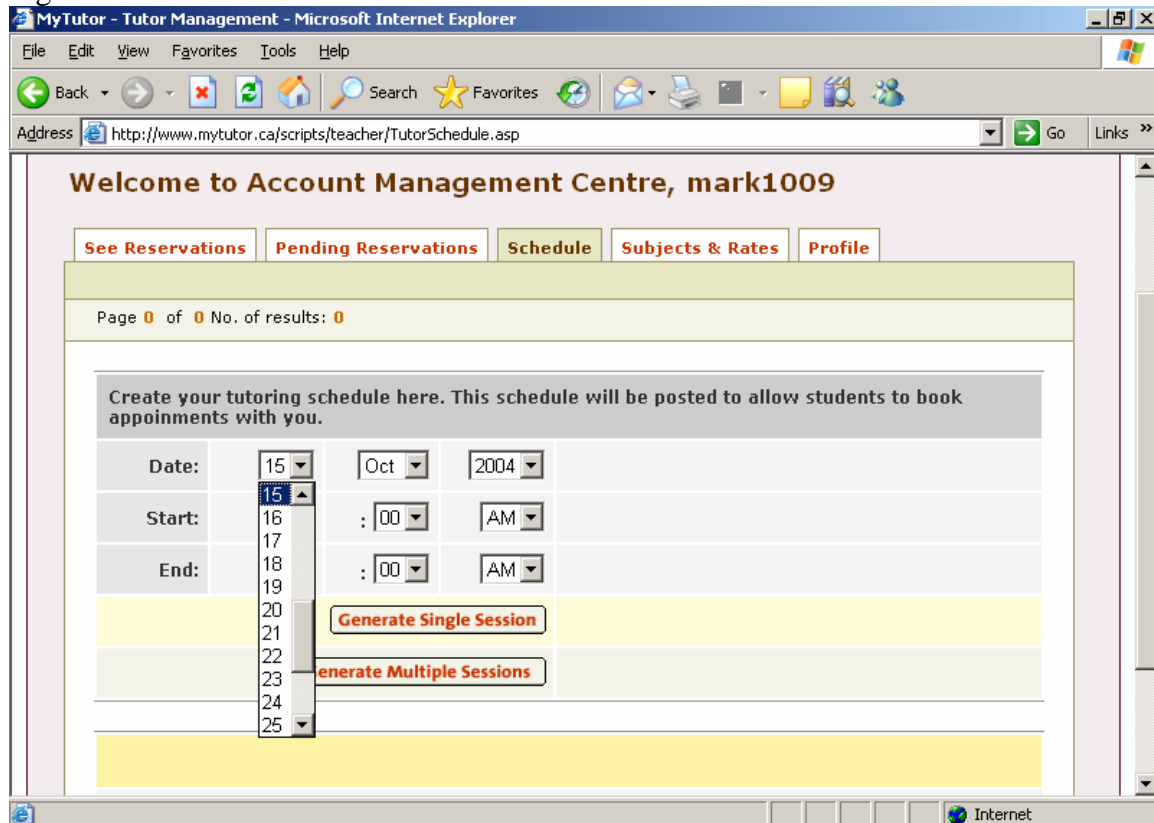 MyTutor - Tutor Management - Microsoft Internet Explorer
File Edit View Favorites Tools Help
Back Search Favorites
Address http://www.mytutor.ca/scripts/teacher/TutorSchedule.asp Go Links »
Welcome to Account Management Centre, mark1009
See Reservations Pending Reservations Schedule Subjects & Rates Profile
Page 0 of 0 No. of results: 0
Create your tutoring schedule here. This schedule will be posted to allow students to book
appoinments with you.
Date: 15 Oct 2004
15
Start: 16 : 00 AM
17
End: 18 : 00 AM
19
20
Generate Single Session
21
22
23 enerate Multiple Sessions
24
25
Internet